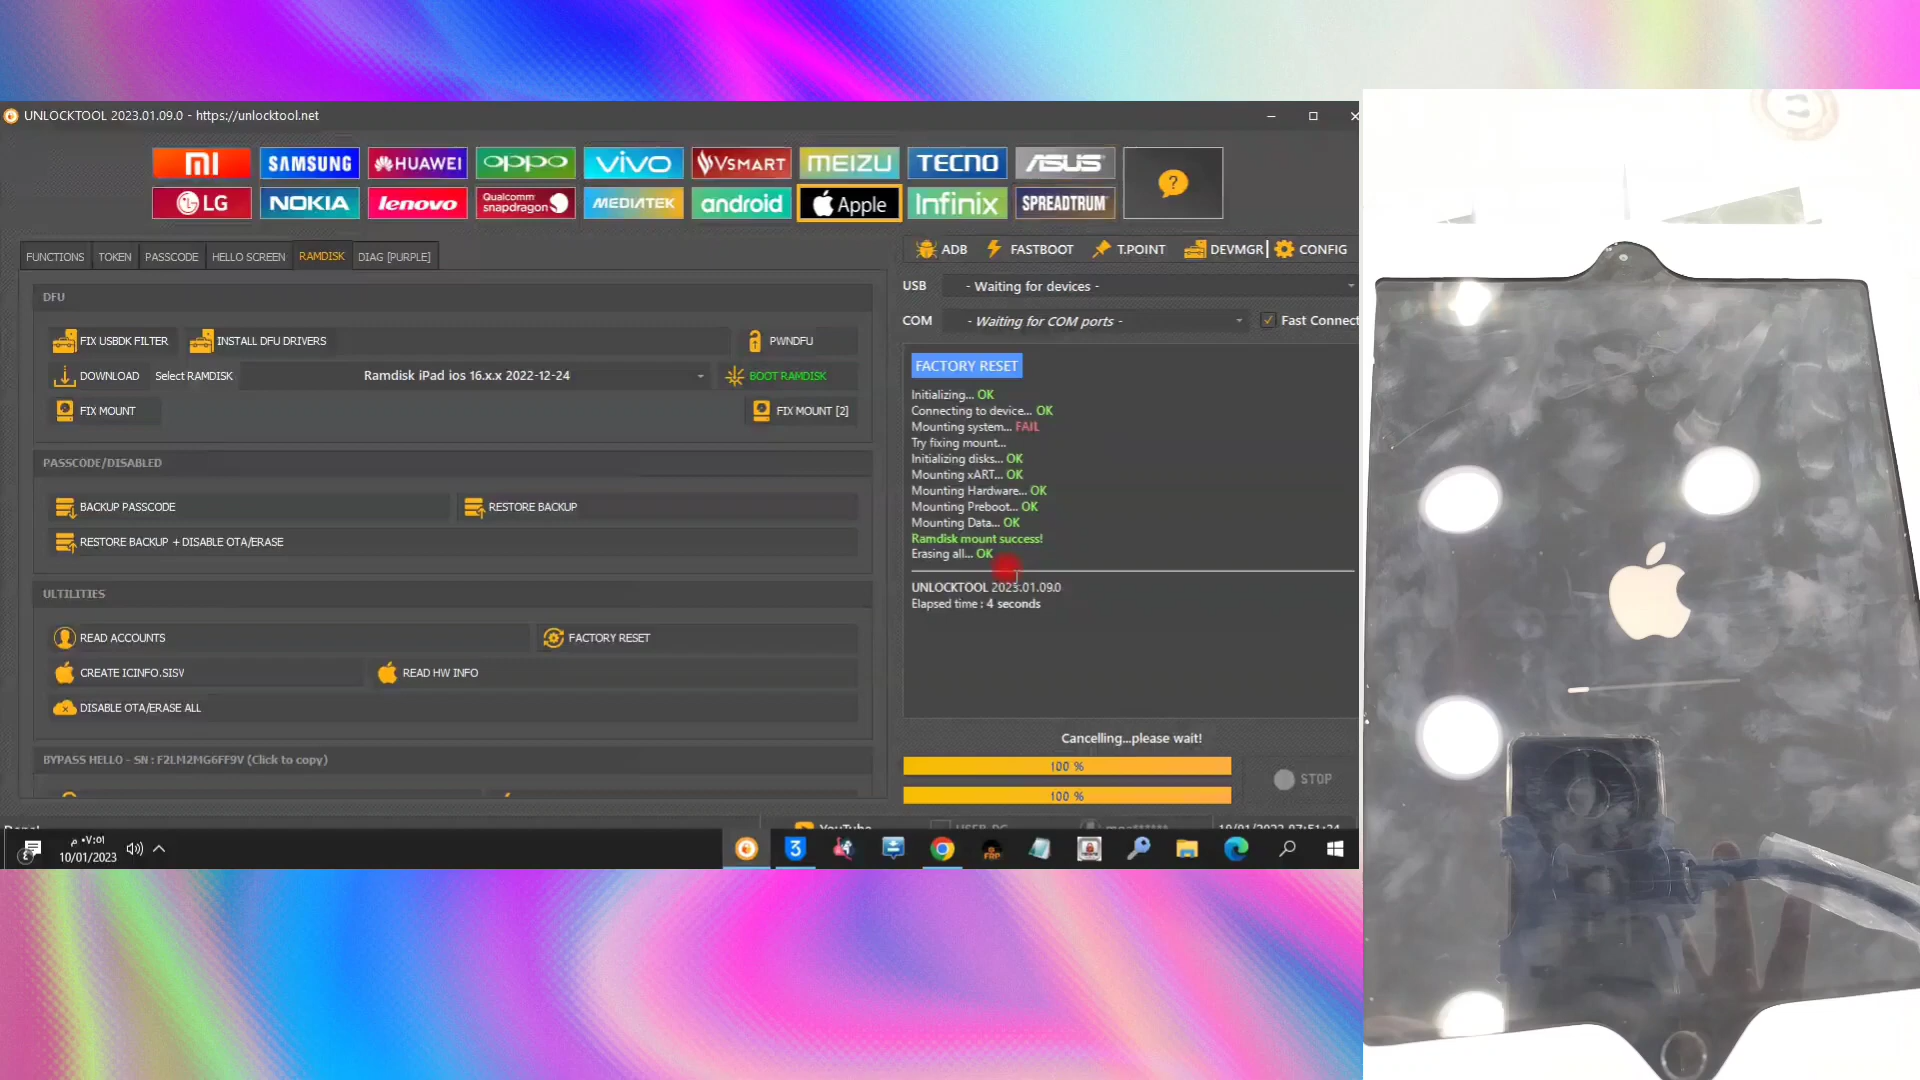 UNLOCKTOOL 2023.01.09.0 - https://unlocktool.net
MI SAMSUNG HUAWEI oppo vivo VSMART MEIZU TECNO ASUS
LG NOKIA lenovo Qualcomm snapdragon MEDIATEK android Apple Infinix SPREADTRUM
?
FUNCTIONS TOKEN PASSCODE HELLO SCREEN RAMDISK DIAG [PURPLE]
DFU
FIX USBDK FILTER INSTALL DFU DRIVERS PWNDFU
DOWNLOAD Select RAMDISK Ramdisk iPad ios 16.x.x 2022-12-24 BOOT RAMDISK
FIX MOUNT FIX MOUNT [2]
PASSCODE/DISABLED
BACKUP PASSCODE RESTORE BACKUP
RESTORE BACKUP + DISABLE OTA/ERASE
ULTILITIES
READ ACCOUNTS FACTORY RESET
CREATE ICINFO.SISV READ HW INFO
DISABLE OTA/ERASE ALL
BYPASS HELLO - SN : F2LM2MG6FF9V (Click to copy)
ADB FASTBOOT T.POINT DEVMGR CONFIG
USB - Waiting for devices -
COM - Waiting for COM ports - Fast Connect
FACTORY RESET
Initializing... OK
Connecting to device... OK
Mounting system... FAIL
Try fixing mount...
Initializing disks... OK
Mounting xART... OK
Mounting Hardware... OK
Mounting Preboot... OK
Mounting Data... OK
Ramdisk mount success!
Erasing all... OK
UNLOCKTOOL 2023.01.09.0
Elapsed time : 4 seconds
Cancelling...please wait!
100 %
100 %
STOP
YouTube USER-PC
٠٧:٥١ م
10/01/2023
3
FRP